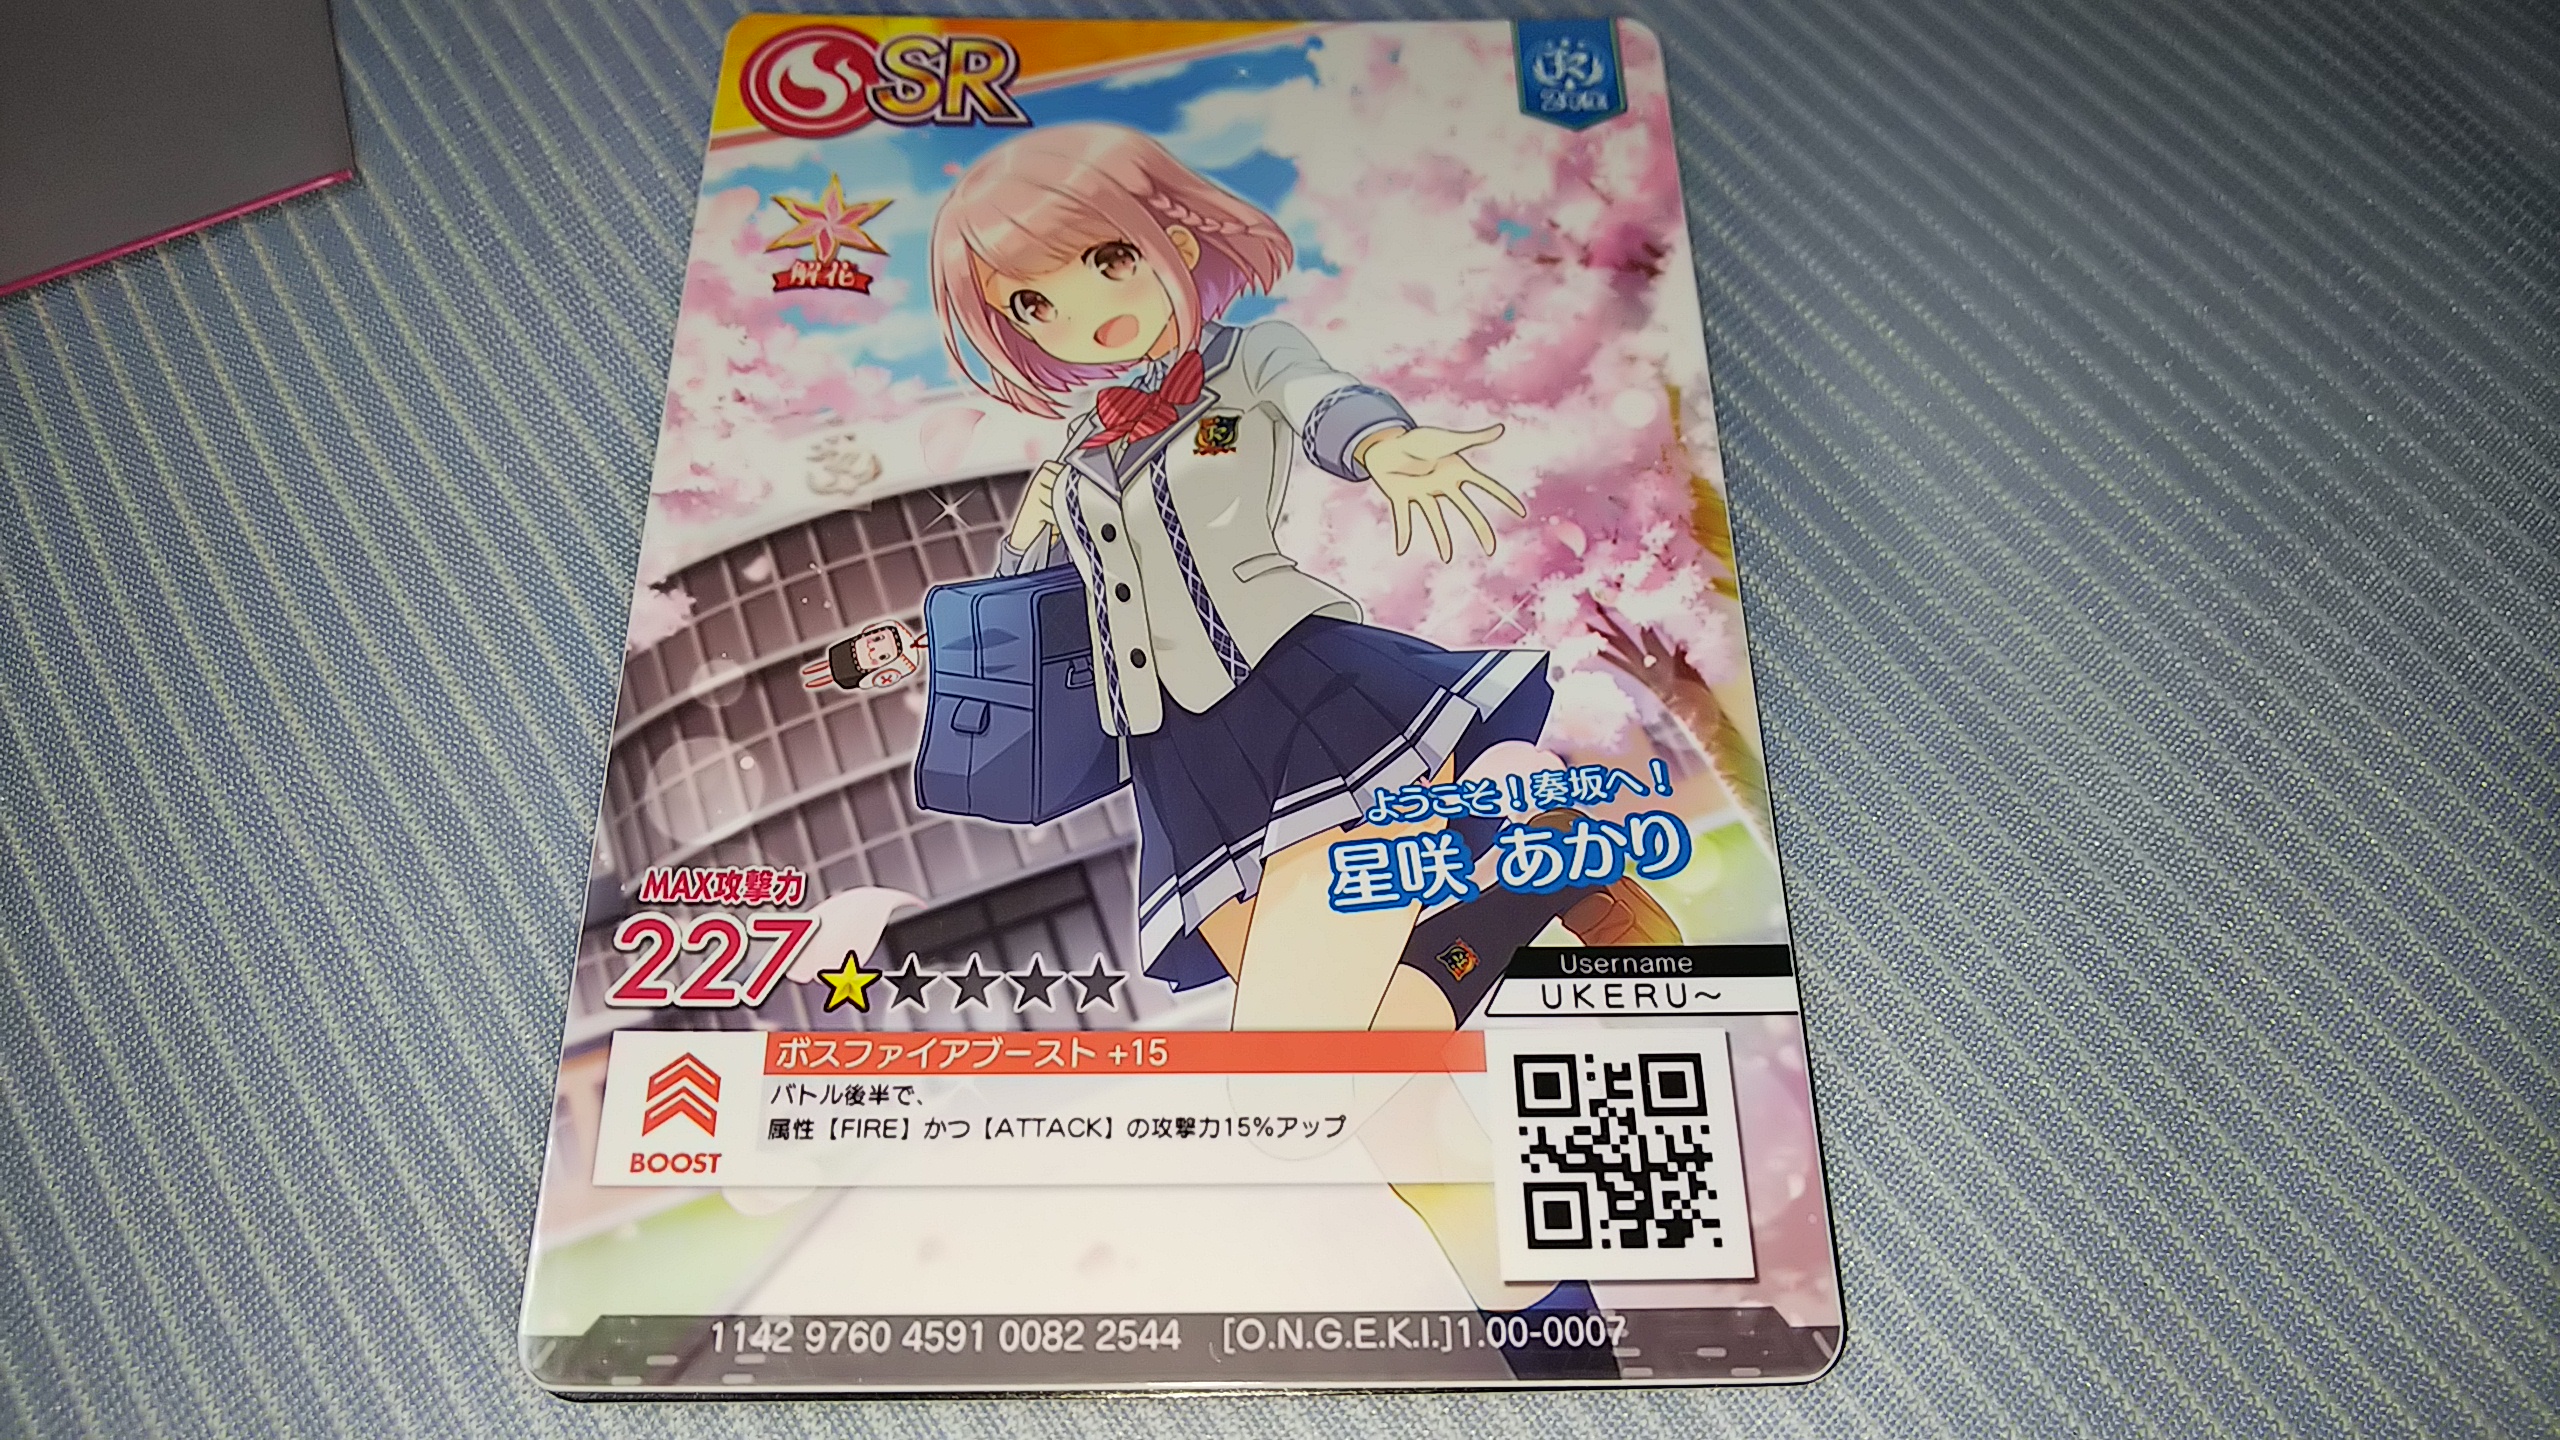 SR
解花
ようこそ!奏坂へ!
星咲 あかり
MAX攻撃力
227
Username
UKERU~
ボスファイアブースト +15
バトル後半で、
属性【FIRE】かつ【ATTACK】の攻撃力15%アップ
BOOST
1142 9760 4591 0082 2544 [O.N.G.E.K.I.]1.00-0007